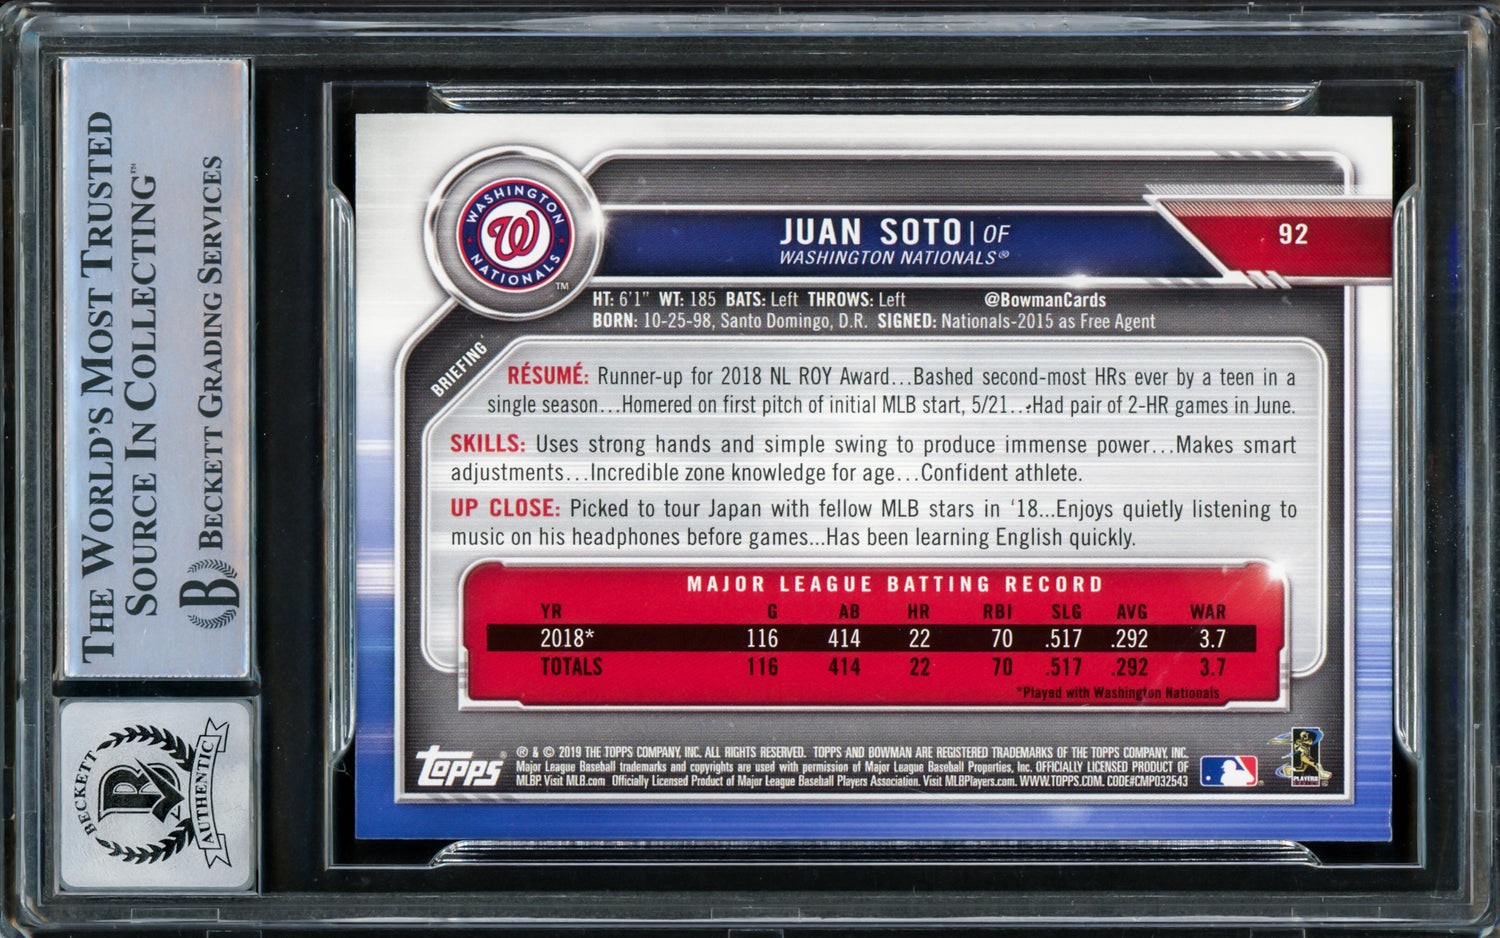 THE WORLD'S MOST TRUSTED
SOURCE IN COLLECTING™
BECKETT GRADING SERVICES
B
BECKETT
B
AUTHENTIC
WASHINGTON
W
NATIONALS
TM
JUAN SOTO | OF
WASHINGTON NATIONALS®
92
HT: 6'1" WT: 185 BATS: Left THROWS: Left @BowmanCards
BORN: 10-25-98, Santo Domingo, D.R. SIGNED: Nationals-2015 as Free Agent
BRIEFING
RÉSUMÉ: Runner-up for 2018 NL ROY Award...Bashed second-most HRs ever by a teen in a
single season...Homered on first pitch of initial MLB start, 5/21...Had pair of 2-HR games in June.
SKILLS: Uses strong hands and simple swing to produce immense power...Makes smart
adjustments...Incredible zone knowledge for age...Confident athlete.
UP CLOSE: Picked to tour Japan with fellow MLB stars in '18...Enjoys quietly listening to
music on his headphones before games...Has been learning English quickly.
MAJOR LEAGUE BATTING RECORD
YR G AB HR RBI SLG AVG WAR
2018* 116 414 22 70 .517 .292 3.7
TOTALS 116 414 22 70 .517 .292 3.7
*Played with Washington Nationals
Topps®
® & © 2019 THE TOPPS COMPANY, INC. ALL RIGHTS RESERVED. TOPPS AND BOWMAN ARE REGISTERED TRADEMARKS OF THE TOPPS COMPANY, INC.
Major League Baseball trademarks and copyrights are used with permission of Major League Baseball Properties, Inc. OFFICIALLY LICENSED PRODUCT OF
MLBP. Visit MLB.com Officially Licensed Product of Major League Baseball Players Association. Visit MLBPlayers.com. WWW.TOPPS.COM. CODE#CMP032543
PLAYERS